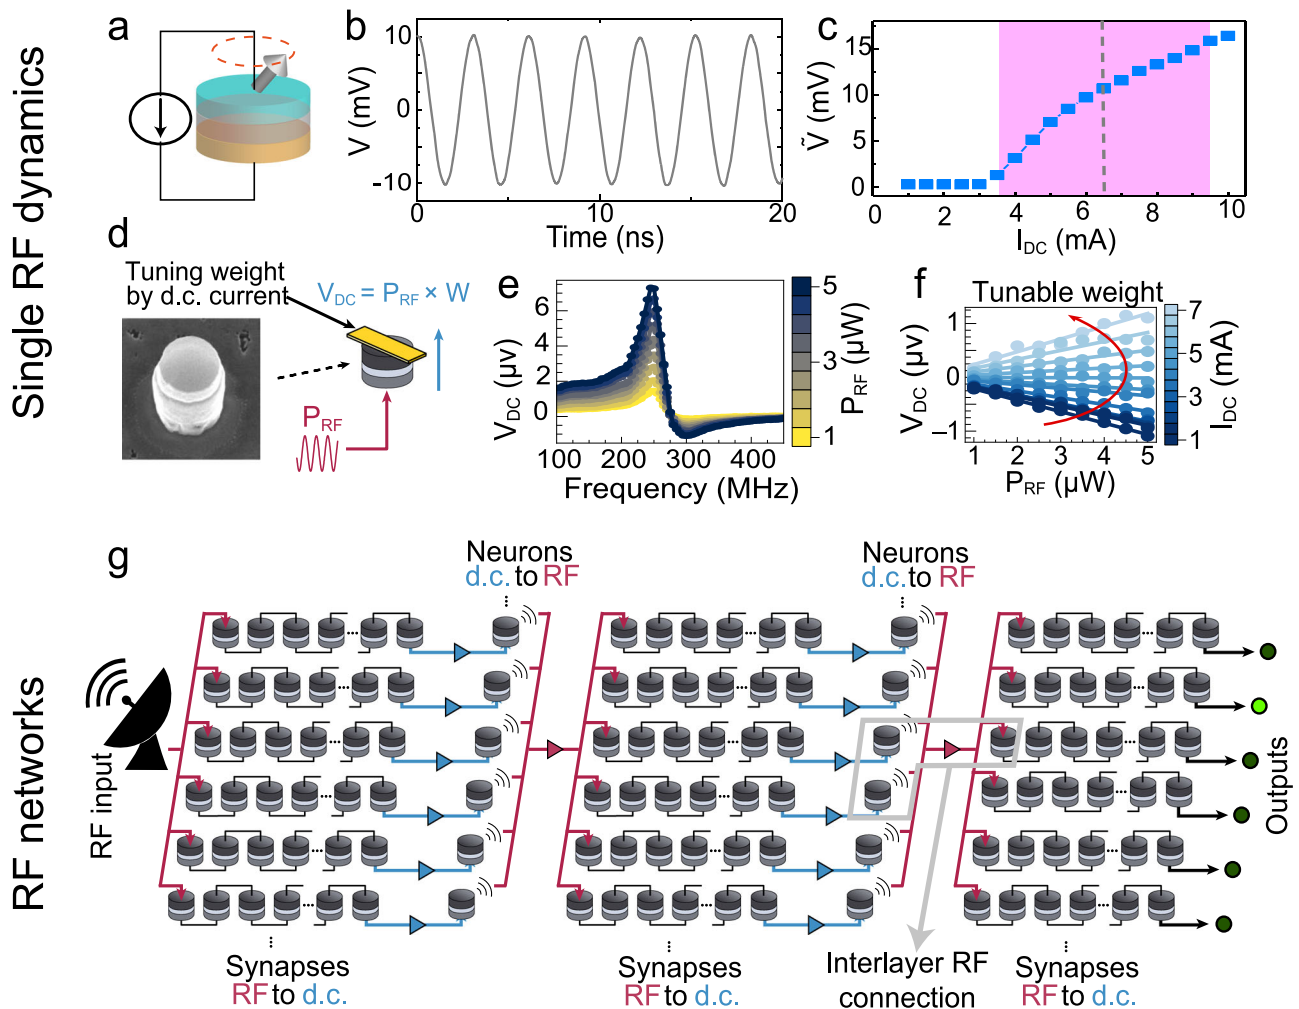 Single RF dynamics
a
b
V (mV)
10
0
-10
0
10
20
Time (ns)
c
Ṽ (mV)
15
10
5
0
0
2
4
6
8
10
I_DC (mA)
d
Tuning weight
by d.c. current
V_DC = P_RF × W
P_RF
e
V_DC (μv)
6
4
2
0
100
200
300
400
Frequency (MHz)
5
3
1
P_RF (μW)
f
Tunable weight
V_DC (μv)
1
0
−1
1
2
3
4
5
P_RF (μW)
7
5
3
1
I_DC (mA)
RF networks
g
Neurons
d.c. to RF
Neurons
d.c. to RF
RF input
Outputs
Synapses
RF to d.c.
Synapses
RF to d.c.
Interlayer RF
connection
Synapses
RF to d.c.